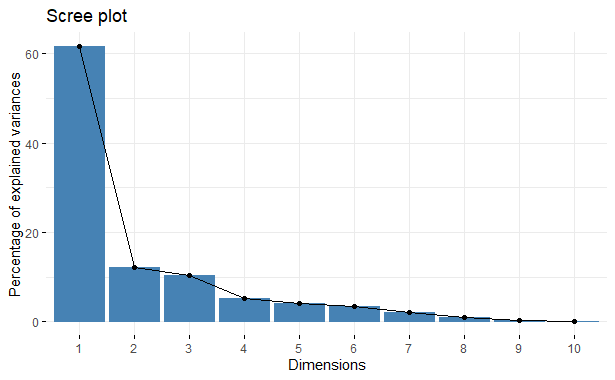 Scree plot
Percentage of explained variances
60
40
20
0
1 2 3 4 5 6 7 8 9 10
Dimensions